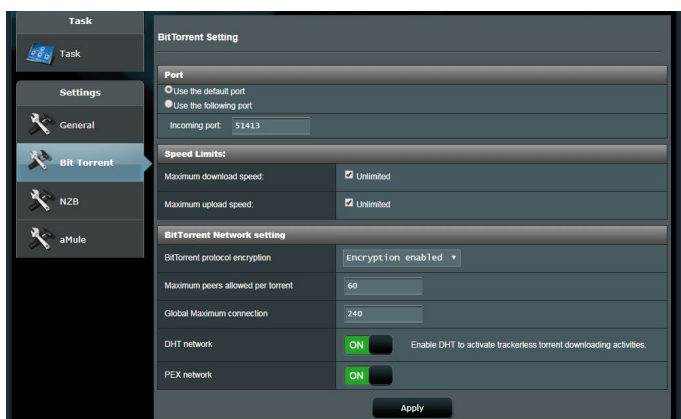 Task
Task
Settings
General
Bit Torrent
NZB
aMule
BitTorrent Setting
Port
Use the default port
Use the following port
Incoming port: 51413
Speed Limits:
Maximum download speed: Unlimited
Maximum upload speed: Unlimited
BitTorrent Network setting
BitTorrent protocol encryption Encryption enabled
Maximum peers allowed per torrent 60
Global Maximum connection 240
DHT network ON Enable DHT to activate trackerless torrent downloading activities.
PEX network ON
Apply